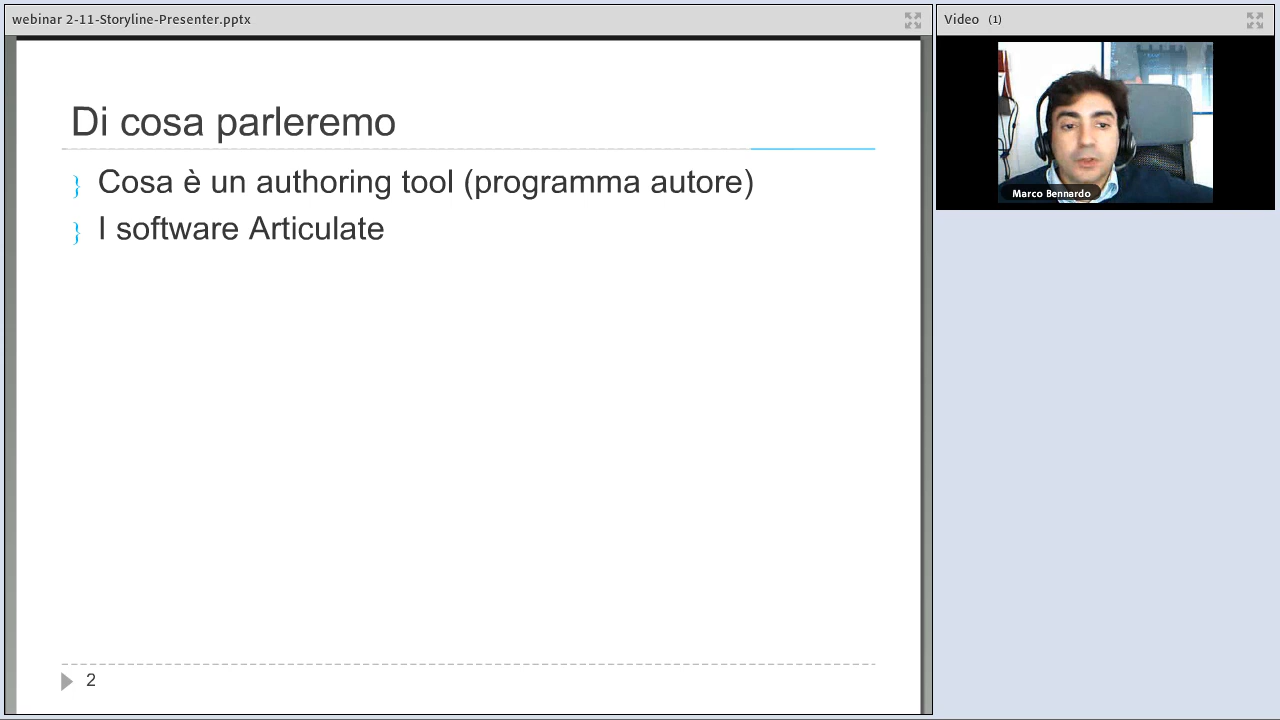 webinar 2-11-Storyline-Presenter.pptx
Video (1)
Marco Bennardo
Di cosa parleremo
Cosa è un authoring tool (programma autore)
I software Articulate
2